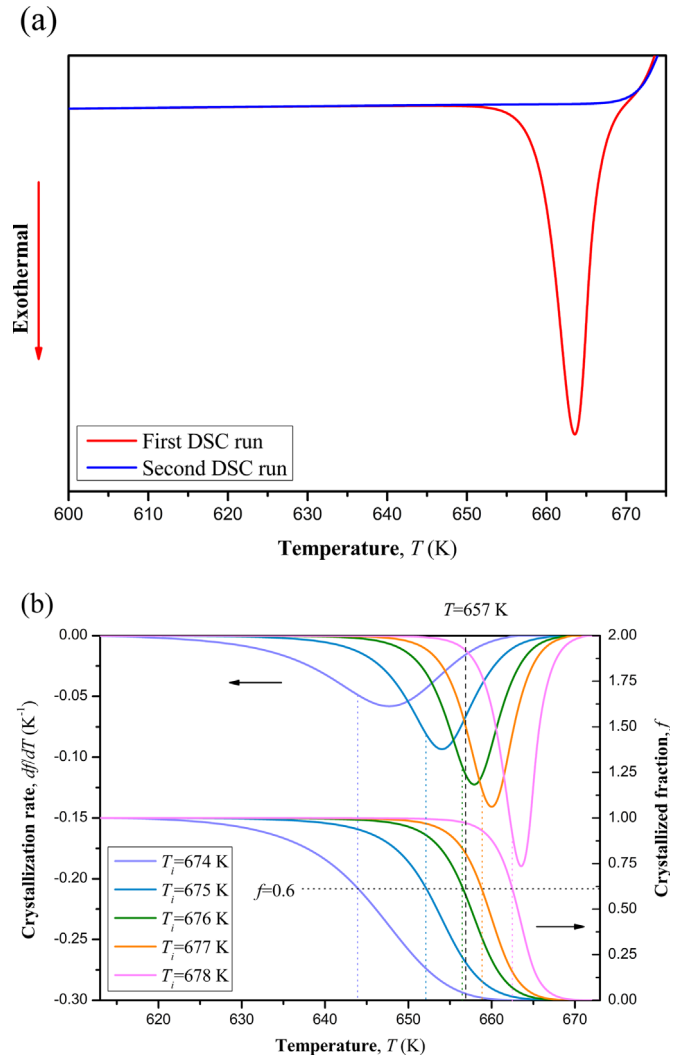 (a)
Exothermal
First DSC run
Second DSC run
600 610 620 630 640 650 660 670
Temperature, T (K)
(b)
T=657 K
0.00
-0.05
-0.10
-0.15
-0.20
-0.25
-0.30
Crystallization rate, df/dT (K⁻¹)
2.00
1.75
1.50
1.25
1.00
0.75
0.50
0.25
0.00
Crystallized fraction, f
f=0.6
Tᵢ=674 K
Tᵢ=675 K
Tᵢ=676 K
Tᵢ=677 K
Tᵢ=678 K
620 630 640 650 660 670
Temperature, T (K)